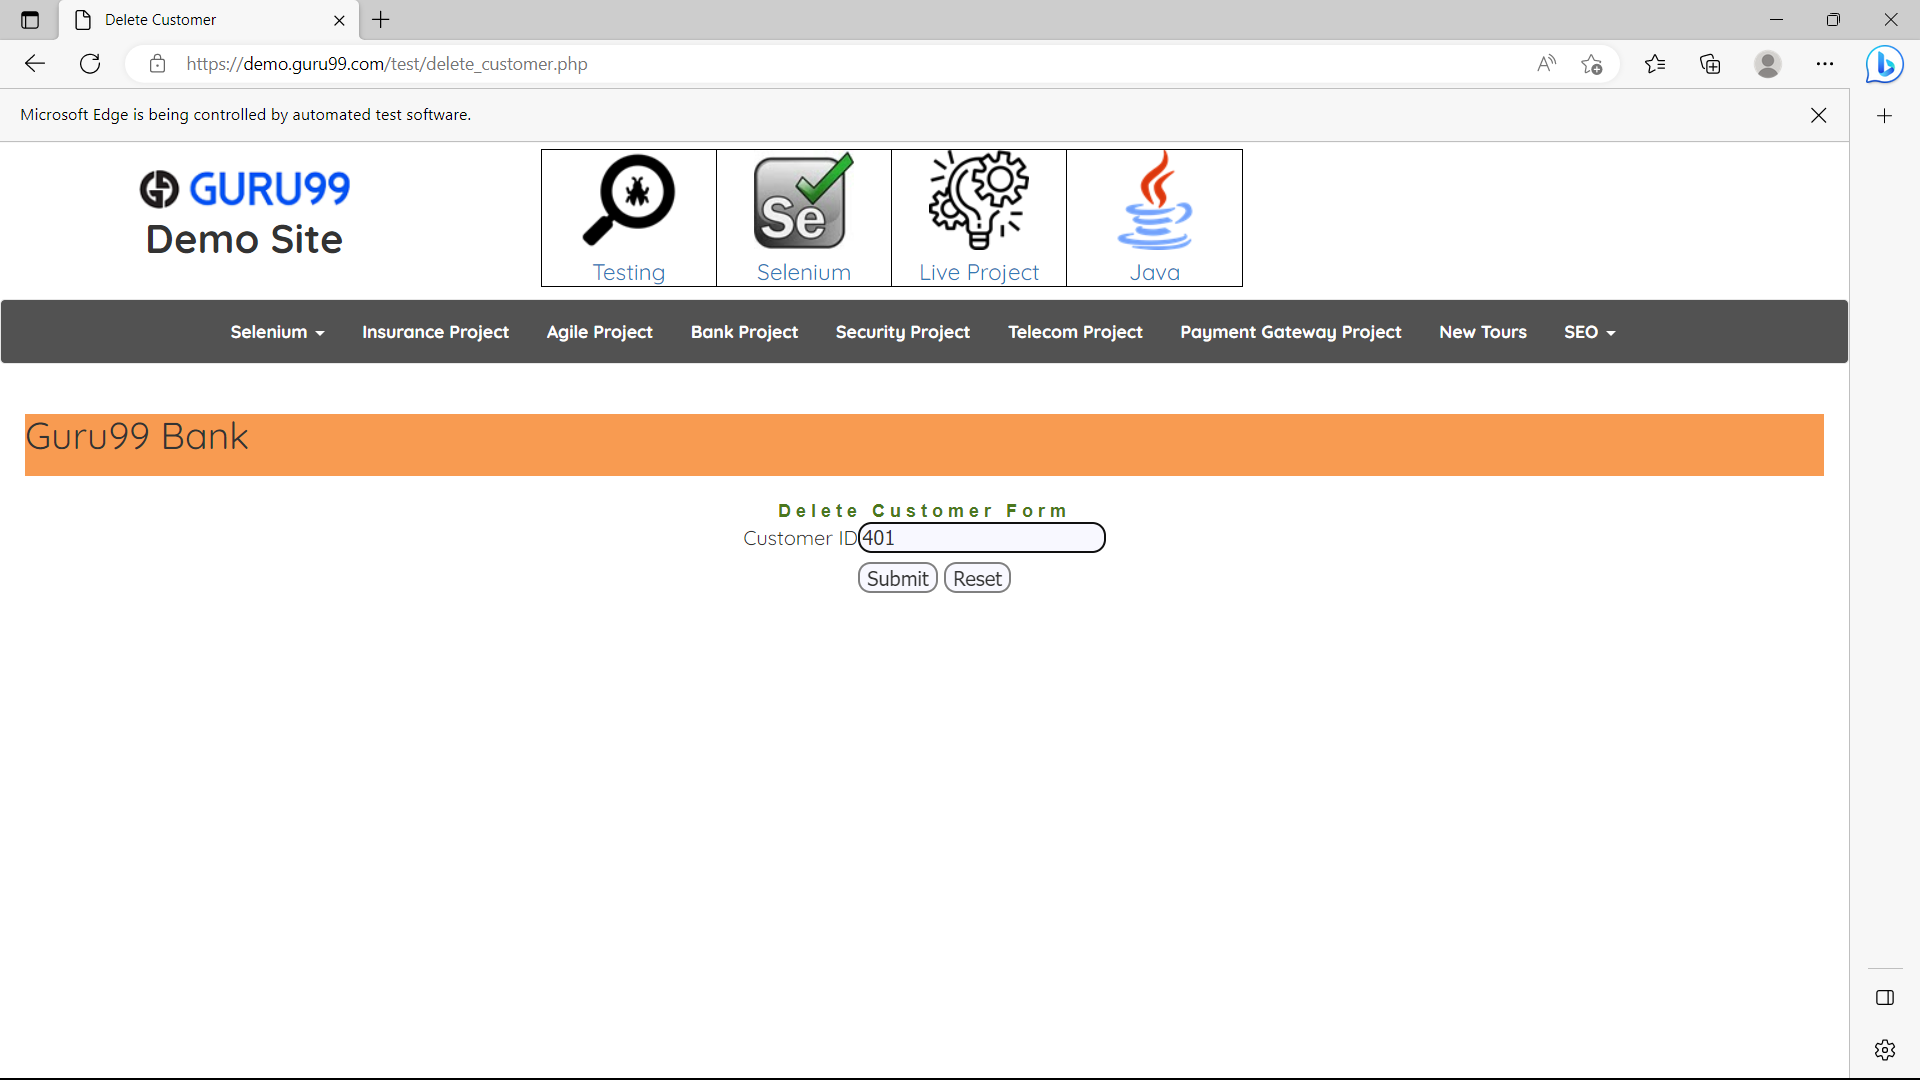 Delete Customer
https://demo.guru99.com/test/delete_customer.php
Microsoft Edge is being controlled by automated test software.
GURU99
Demo Site
Se
Testing
Selenium
Live Project
Java
Selenium
Insurance Project
Agile Project
Bank Project
Security Project
Telecom Project
Payment Gateway Project
New Tours
SEO
Guru99 Bank
Delete Customer Form
Customer ID 401
Submit Reset